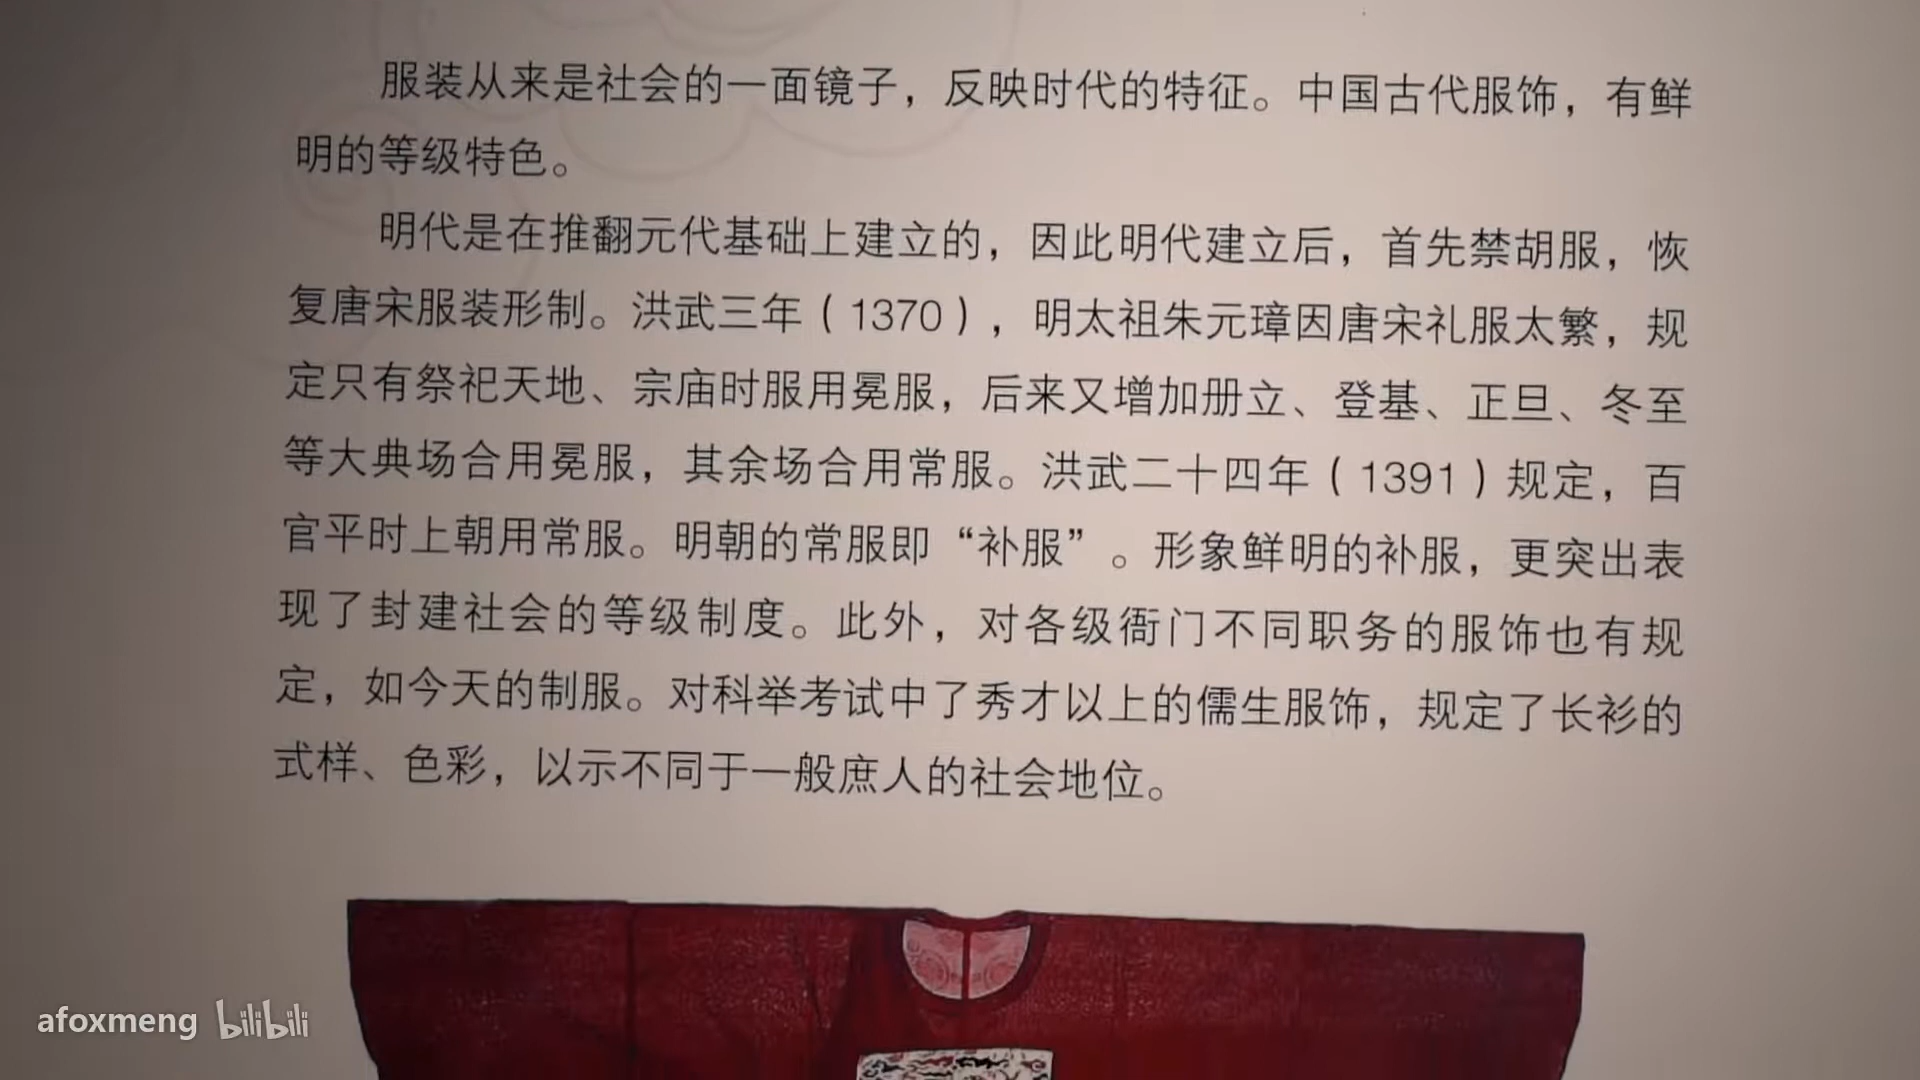 服装从来是社会的一面镜子，反映时代的特征。中国古代服饰，有鲜
明的等级特色。
明代是在推翻元代基础上建立的，因此明代建立后，首先禁胡服，恢
复唐宋服装形制。洪武三年（1370），明太祖朱元璋因唐宋礼服太繁，规
定只有祭祀天地、宗庙时服用冕服，后来又增加册立、登基、正旦、冬至
等大典场合用冕服，其余场合用常服。洪武二十四年（1391）规定，百
官平时上朝用常服。明朝的常服即“补服”。形象鲜明的补服，更突出表
现了封建社会的等级制度。此外，对各级衙门不同职务的服饰也有规
定，如今天的制服。对科举考试中了秀才以上的儒生服饰，规定了长衫的
式样、色彩，以示不同于一般庶人的社会地位。
afoxmeng bilibili